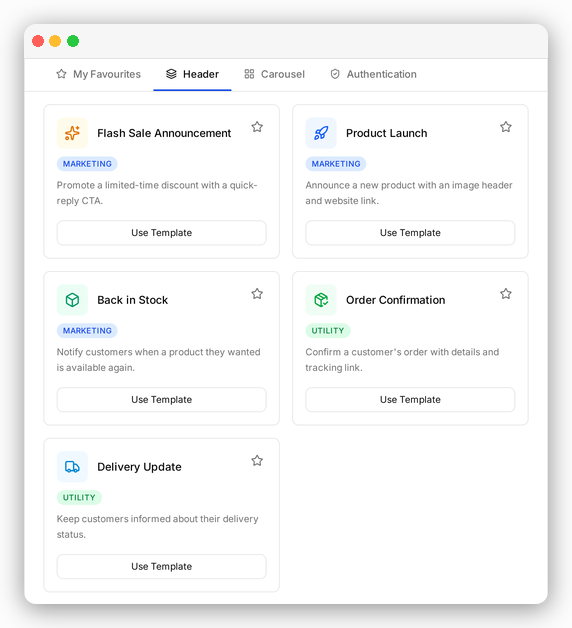 My Favourites
Header
Carousel
Authentication
Flash Sale Announcement
MARKETING
Promote a limited-time discount with a quick-
reply CTA.
Use Template
Product Launch
MARKETING
Announce a new product with an image header
and website link.
Use Template
Back in Stock
MARKETING
Notify customers when a product they wanted
is available again.
Use Template
Order Confirmation
UTILITY
Confirm a customer's order with details and
tracking link.
Use Template
Delivery Update
UTILITY
Keep customers informed about their delivery
status.
Use Template